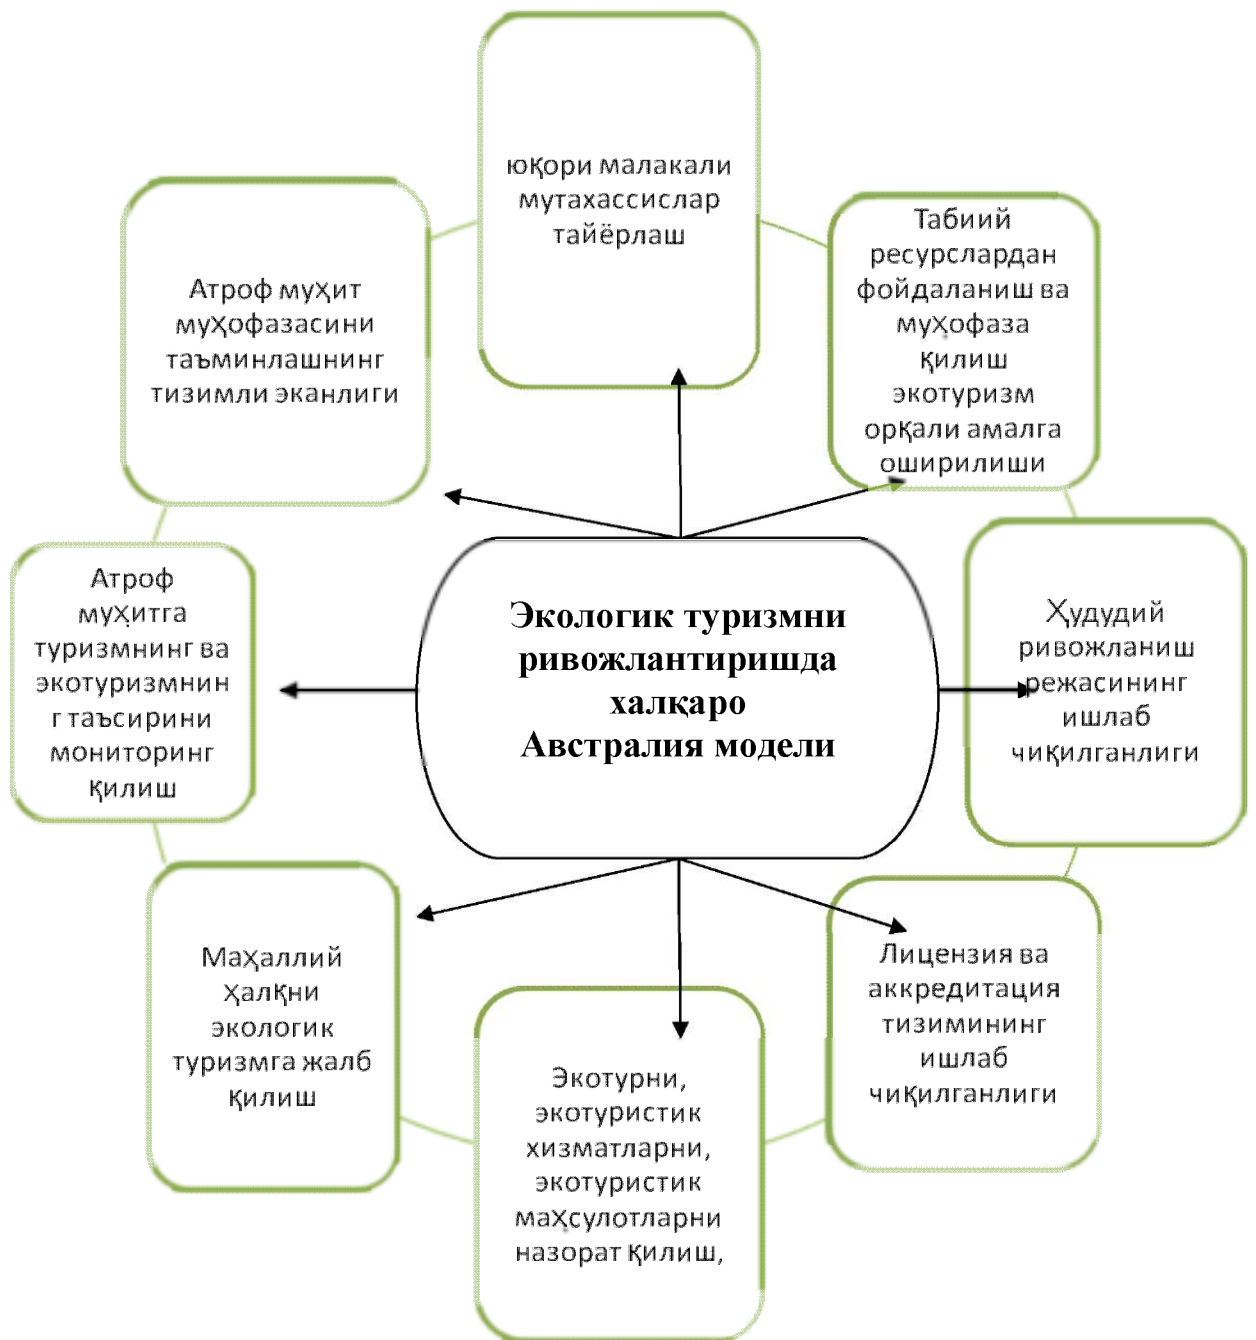 юқори малакали
мутахассислар
тайёрлаш
Табиий
ресурслардан
фойдаланиш ва
муҳофаза
қилиш
экотуризм
орқали амалга
оширилиши
Ҳудудий
ривожланиш
режасининг
ишлаб
чиқилганлиги
Лицензия ва
аккредитация
тизимининг
ишлаб
чиқилганлиги
Экотурни,
экотуристик
хизматларни,
экотуристик
маҳсулотларни
назорат қилиш,
Маҳаллий
ҳалқни
экологик
туризмга жалб
қилиш
Атроф
муҳитга
туризмнинг ва
экотуризмнин
г таъсирини
мониторинг
қилиш
Атроф муҳит
муҳофазасини
таъминлашнинг
тизимли эканлиги
Экологик туризмни
ривожлантиришда
халқаро
Австралия модели